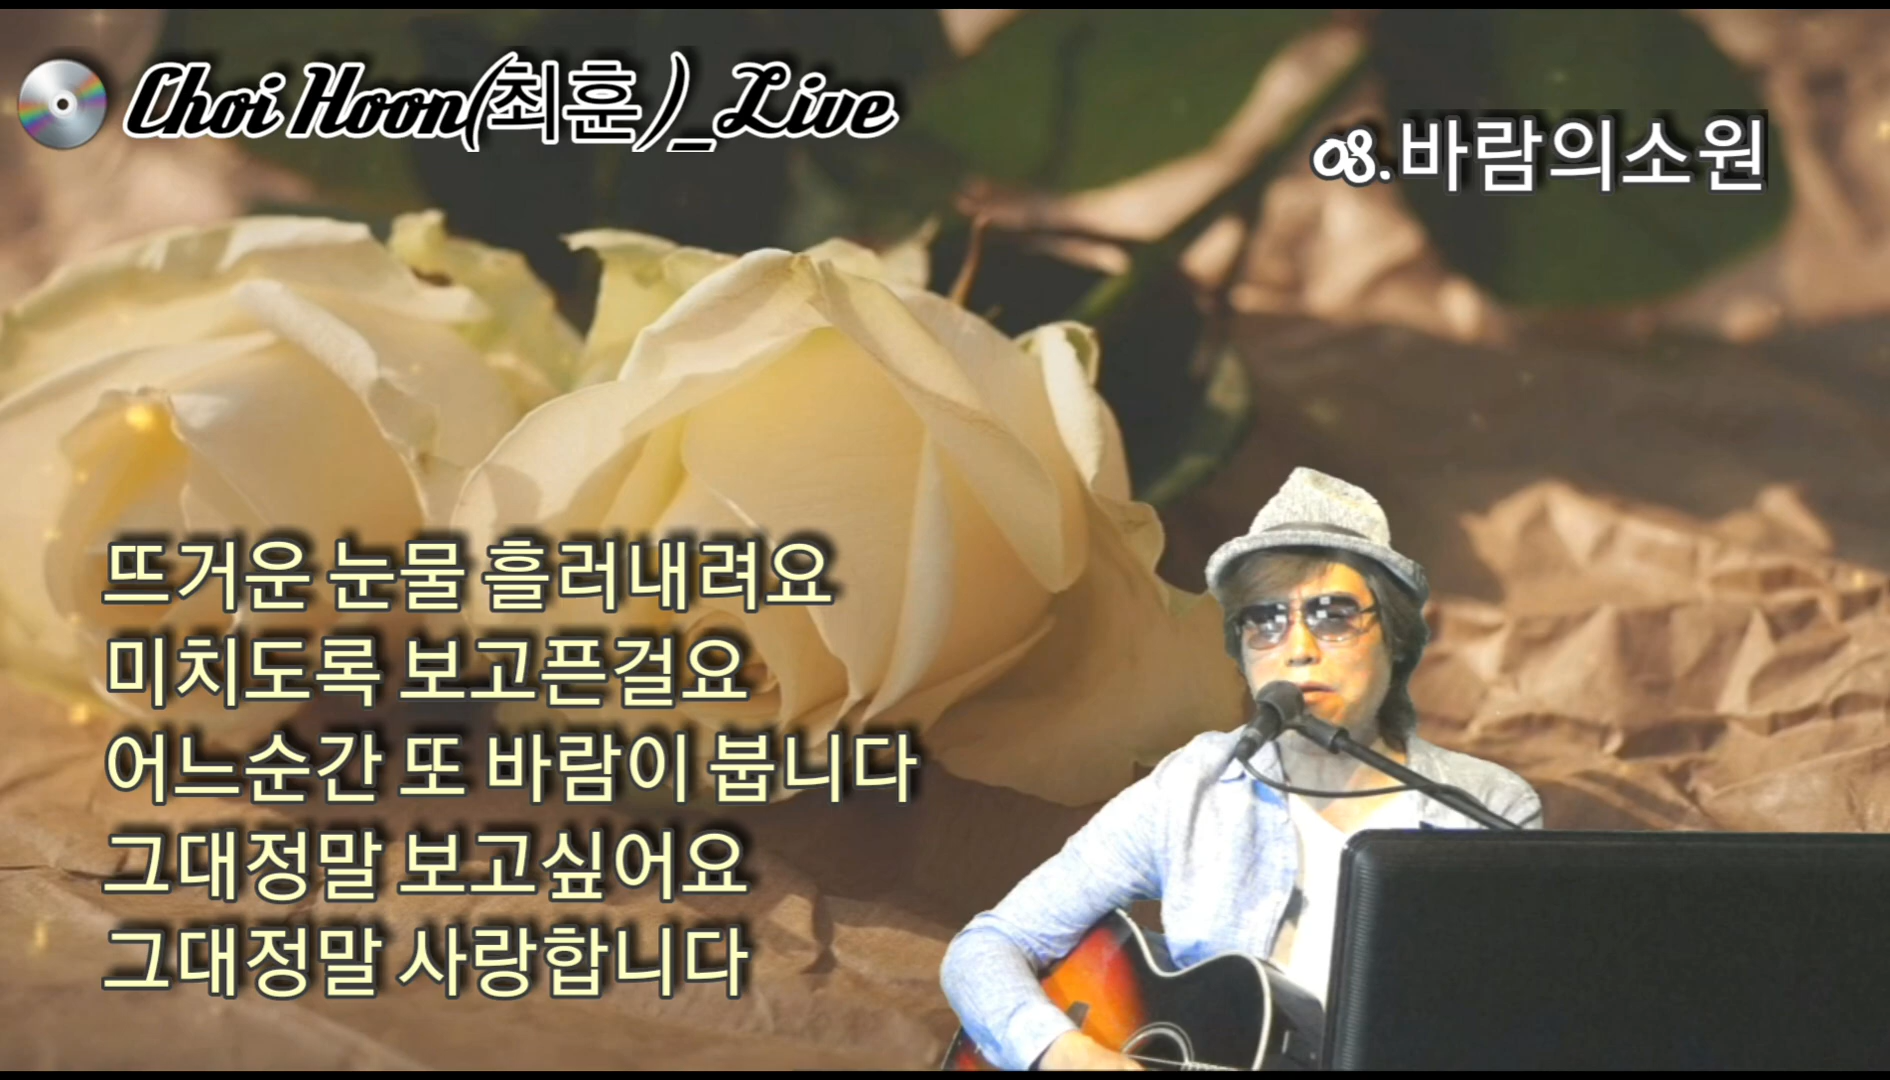 Choi Hoon(최훈)_Live
08.바람의소원
뜨거운 눈물 흘러내려요
미치도록 보고픈걸요
어느순간 또 바람이 붑니다
그대정말 보고싶어요
그대정말 사랑합니다